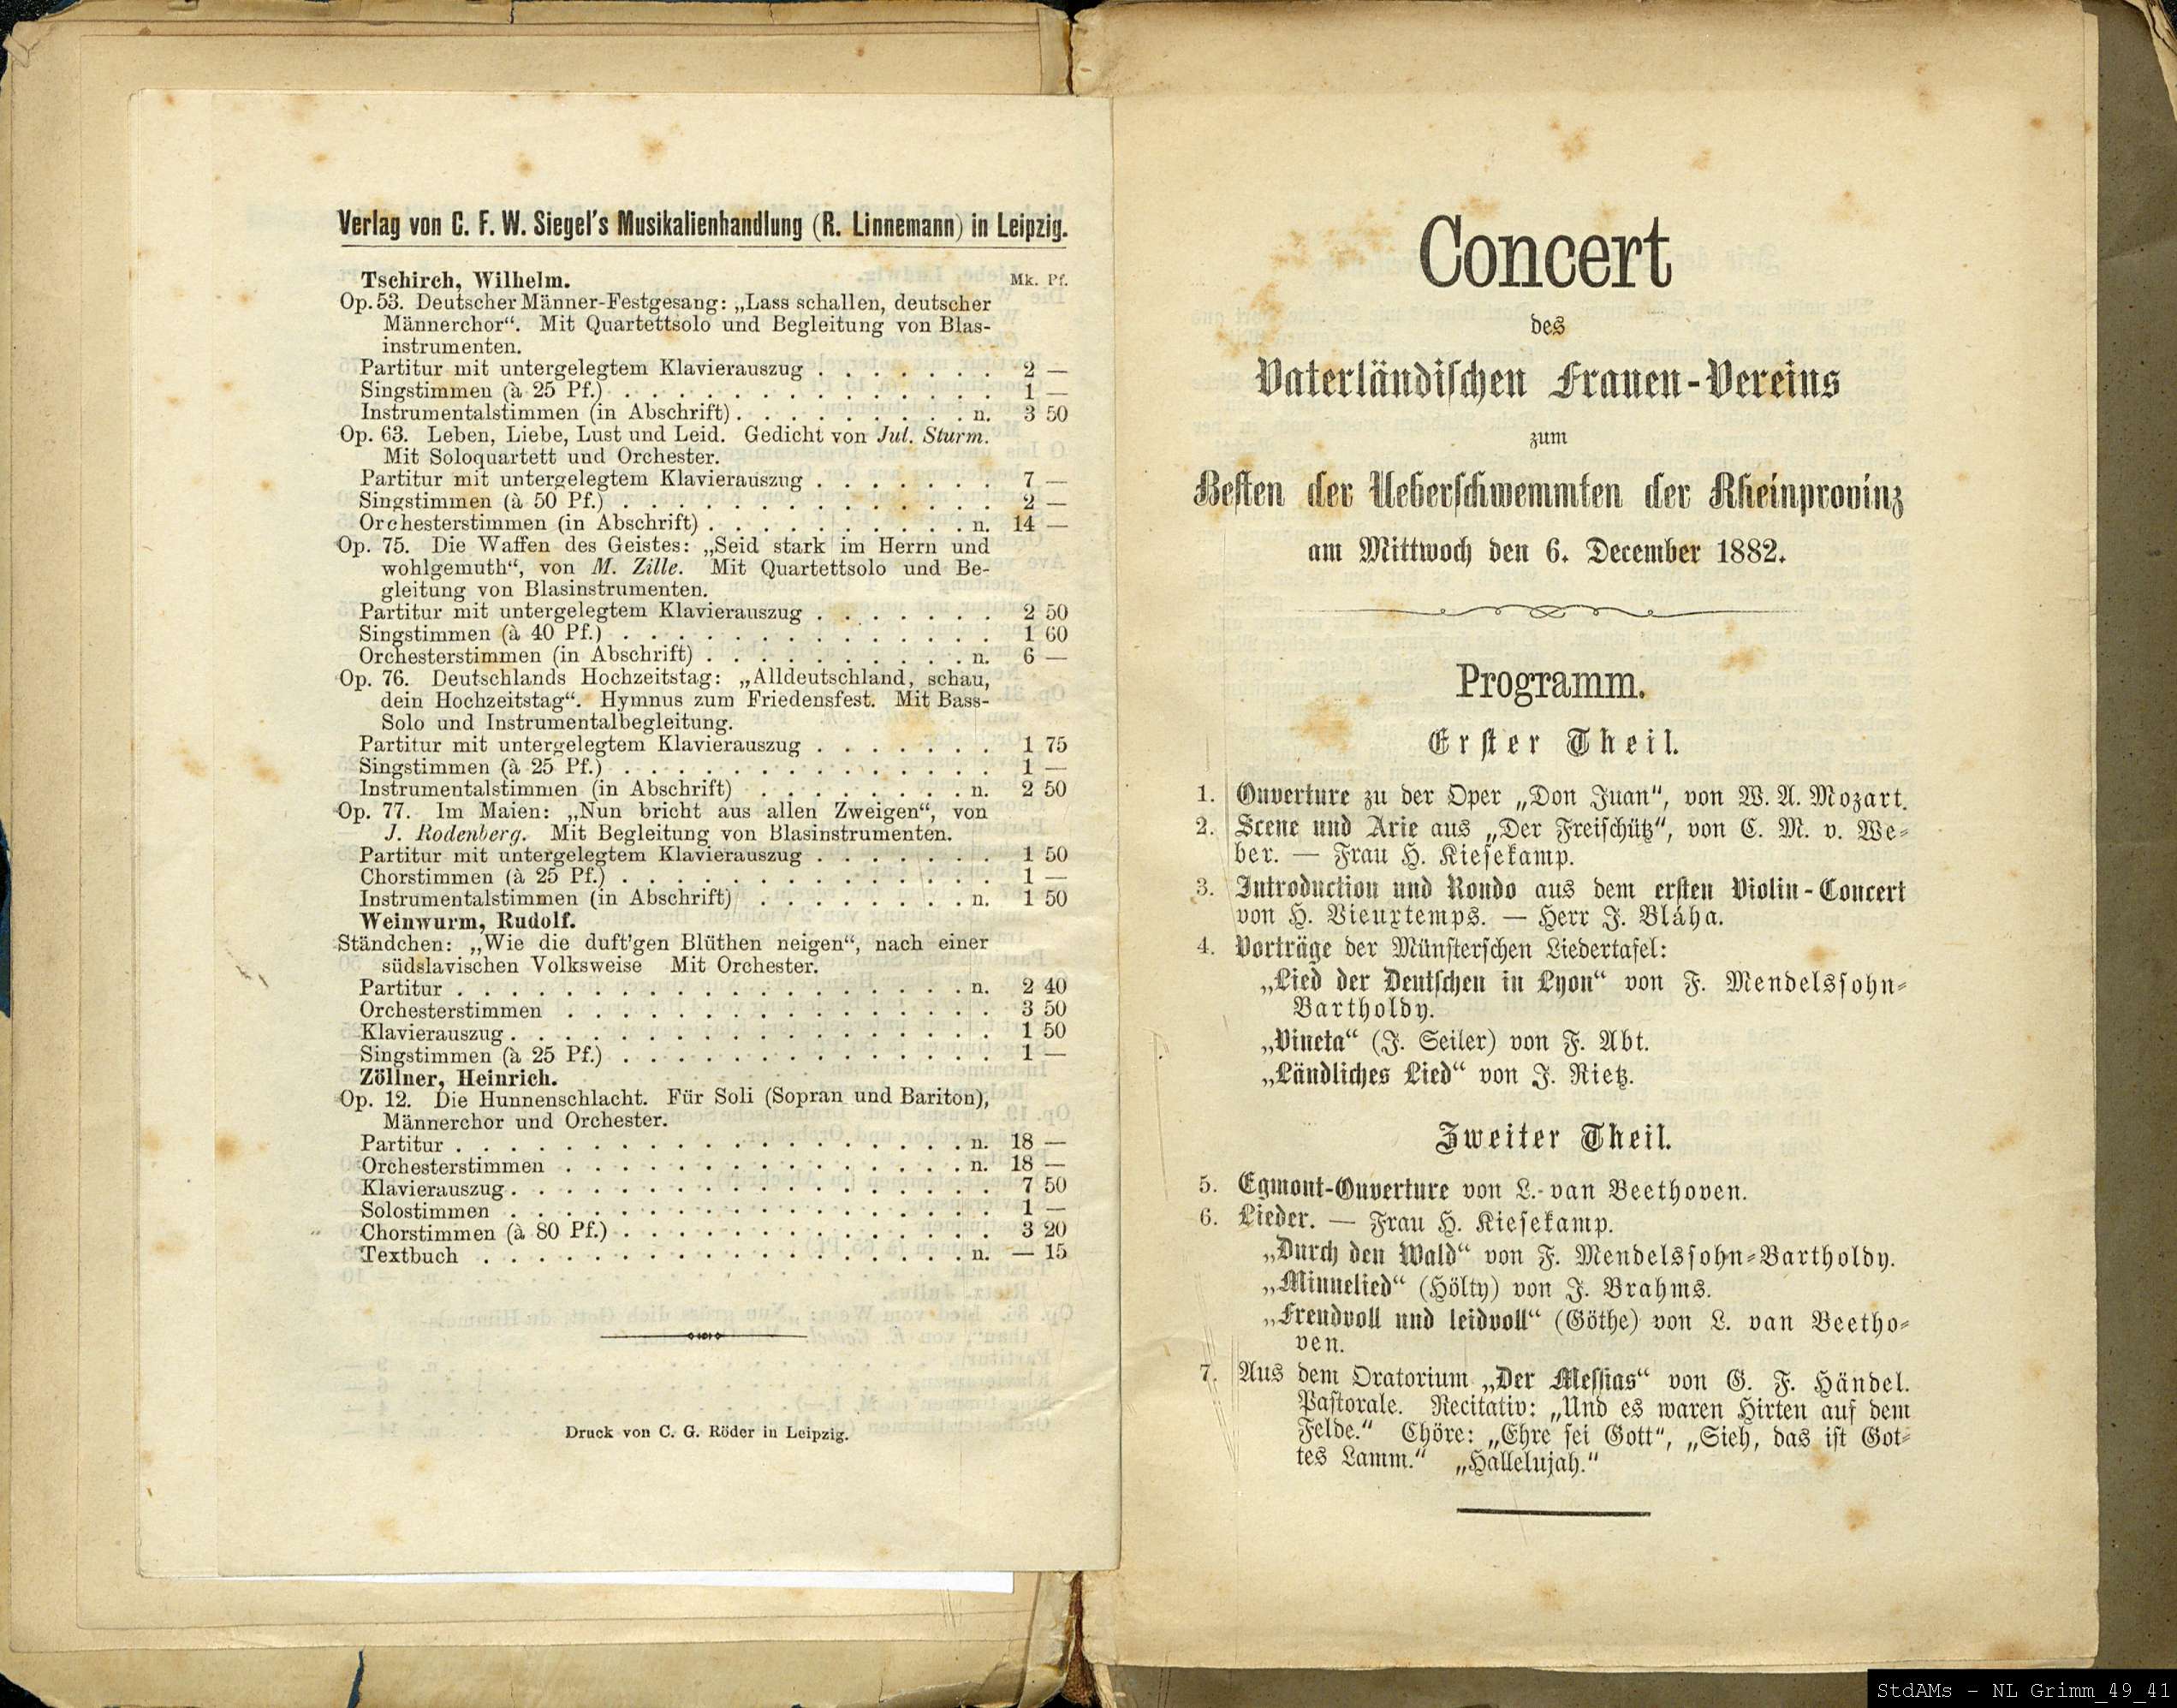 Verlag von C. F. W. Siegel's Musikalienhandlung (R. Linnemann) in Leipzig.
Tschirch, Wilhelm. Mk. Pf.
Op. 53. Deutscher Männer-Festgesang: „Lass schallen, deutscher
Männerchor“. Mit Quartettsolo und Begleitung von Blas-
instrumenten.
Partitur mit untergelegtem Klavierauszug . . . . . . . 2 —
Singstimmen (à 25 Pf.) . . . . . . . . . . . . . . 1 —
Instrumentalstimmen (in Abschrift) . . . . . . . . . n. 3 50
Op. 63. Leben, Liebe, Lust und Leid. Gedicht von Jul. Sturm.
Mit Soloquartett und Orchester.
Partitur mit untergelegtem Klavierauszug . . . . . . . 7 —
Singstimmen (à 50 Pf.) . . . . . . . . . . . . . . 2 —
Orchesterstimmen (in Abschrift) . . . . . . . . . . n. 14 —
Op. 75. Die Waffen des Geistes: „Seid stark im Herrn und
wohlgemuth“, von M. Zille. Mit Quartettsolo und Be-
gleitung von Blasinstrumenten.
Partitur mit untergelegtem Klavierauszug . . . . . . . 2 50
Singstimmen (à 40 Pf.) . . . . . . . . . . . . . . 1 60
Orchesterstimmen (in Abschrift) . . . . . . . . . . n. 6 —
Op. 76. Deutschlands Hochzeitstag: „Alldeutschland, schau,
dein Hochzeitstag“. Hymnus zum Friedensfest. Mit Bass-
Solo und Instrumentalbegleitung.
Partitur mit untergelegtem Klavierauszug . . . . . . . 1 75
Singstimmen (à 25 Pf.) . . . . . . . . . . . . . . 1 —
Instrumentalstimmen (in Abschrift) . . . . . . . . n. 2 50
Op. 77. Im Maien: „Nun bricht aus allen Zweigen“, von
J. Rodenberg. Mit Begleitung von Blasinstrumenten.
Partitur mit untergelegtem Klavierauszug . . . . . . . 1 50
Chorstimmen (à 25 Pf.) . . . . . . . . . . . . . . 1 —
Instrumentalstimmen (in Abschrift) . . . . . . . . n. 1 50
Weinwurm, Rudolf.
Ständchen: „Wie die duft'gen Blüthen neigen“, nach einer
südslavischen Volksweise Mit Orchester.
Partitur . . . . . . . . . . . . . . . . . . . n. 2 40
Orchesterstimmen . . . . . . . . . . . . . . . . 3 50
Klavierauszug . . . . . . . . . . . . . . . . . . 1 50
Singstimmen (à 25 Pf.) . . . . . . . . . . . . . . 1 —
Zöllner, Heinrich.
Op. 12. Die Hunnenschlacht. Für Soli (Sopran und Bariton),
Männerchor und Orchester.
Partitur . . . . . . . . . . . . . . . . . . . n. 18 —
Orchesterstimmen . . . . . . . . . . . . . . . n. 18 —
Klavierauszug . . . . . . . . . . . . . . . . . . 7 50
Solostimmen . . . . . . . . . . . . . . . . . . 1 —
Chorstimmen (à 80 Pf.) . . . . . . . . . . . . . . 3 20
Textbuch . . . . . . . . . . . . . . . . . . n. — 15
Druck von C. G. Röder in Leipzig.
Concert
des
Vaterländischen Frauen-Vereins
zum
Besten der Ueberschwemmten der Rheinprovinz
am Mittwoch den 6. December 1882.
Programm.
Erster Theil.
1. Ouverture zu der Oper „Don Juan“, von W. A. Mozart.
2. Scene und Arie aus „Der Freischütz“, von C. M. v. We-
ber. — Frau H. Kiesekamp.
3. Introduction und Rondo aus dem ersten Violin-Concert
von H. Vieuxtemps. — Herr J. Bláha.
4. Vorträge der Münsterschen Liedertafel:
„Lied der Deutschen in Lyon“ von F. Mendelssohn-
Bartholdy.
„Vineta“ (J. Seiler) von F. Abt.
„Ländliches Lied“ von J. Rietz.
Zweiter Theil.
5. Egmont-Ouverture von L. van Beethoven.
6. Lieder. — Frau H. Kiesekamp.
„Durch den Wald“ von F. Mendelssohn-Bartholdy.
„Minnelied“ (Hölty) von J. Brahms.
„Freudvoll und leidvoll“ (Göthe) von L. van Beetho-
ven.
7. Aus dem Oratorium „Der Messias“ von G. F. Händel.
Pastorale. Recitativ: „Und es waren Hirten auf dem
Felde.“ Chöre: „Ehre sei Gott“, „Sieh, das ist Got-
tes Lamm.“ „Hallelujah.“
StdAMs - NL Grimm_49_41